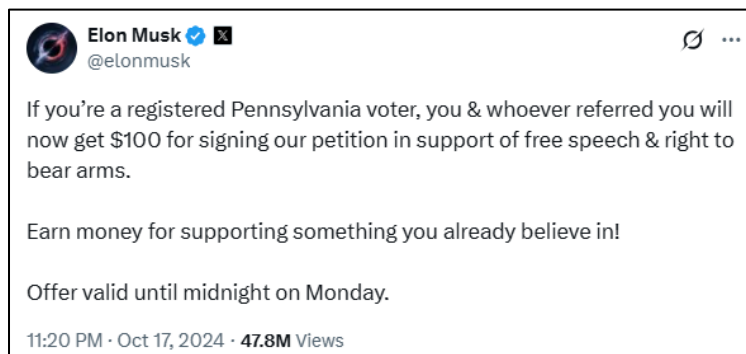 Elon Musk
@elonmusk
If you’re a registered Pennsylvania voter, you & whoever referred you will
now get $100 for signing our petition in support of free speech & right to
bear arms.
Earn money for supporting something you already believe in!
Offer valid until midnight on Monday.
11:20 PM · Oct 17, 2024 · 47.8M Views